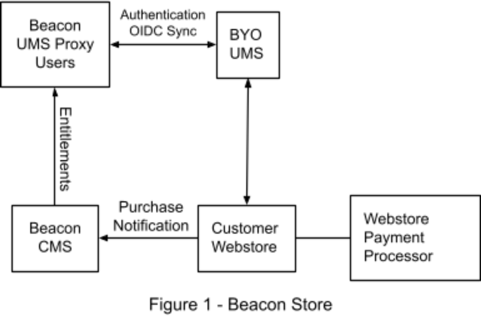 Beacon
UMS Proxy
Users
Authentication
OIDC Sync
BYO
UMS
Entitlements
Beacon
CMS
Purchase
Notification
Customer
Webstore
Webstore
Payment
Processor
Figure 1 - Beacon Store